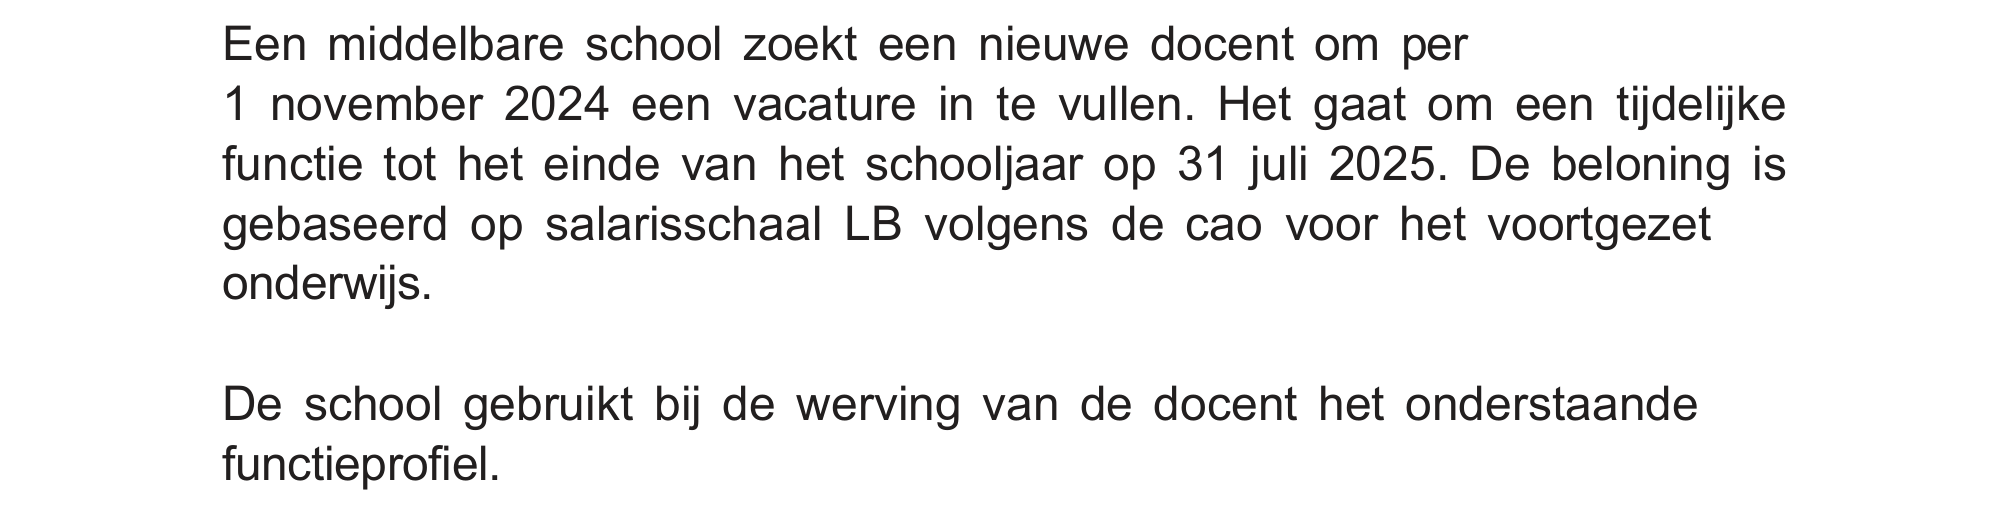 Een middelbare school zoekt een nieuwe docent om per
1 november 2024 een vacature in te vullen. Het gaat om een tijdelijke
functie tot het einde van het schooljaar op 31 juli 2025. De beloning is
gebaseerd op salarisschaal LB volgens de cao voor het voortgezet
onderwijs.

De school gebruikt bij de werving van de docent het onderstaande
functieprofiel.